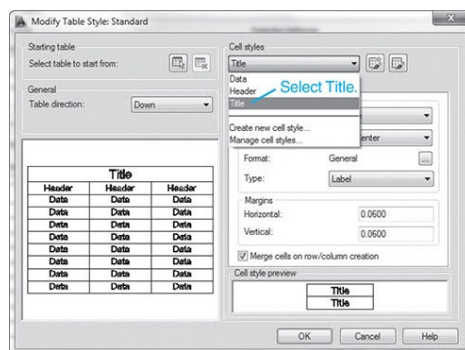 Modify Table Style: Standard
Starting table
Select table to start from:
General
Table direction:
Down
Title
Header Header Header
Data Data Data
Data Data Data
Data Data Data
Data Data Data
Data Data Data
Data Data Data
Data Data Data
Data Data Data
Cell styles
Title
Data
Header
Title
Select Title.
Create new cell style...
Manage cell styles...
Format: General
...
Type: Label
Margins
Horizontal: 0.0600
Vertical: 0.0600
Merge cells on row/column creation
Cell style preview
Title
Title
OK Cancel Help